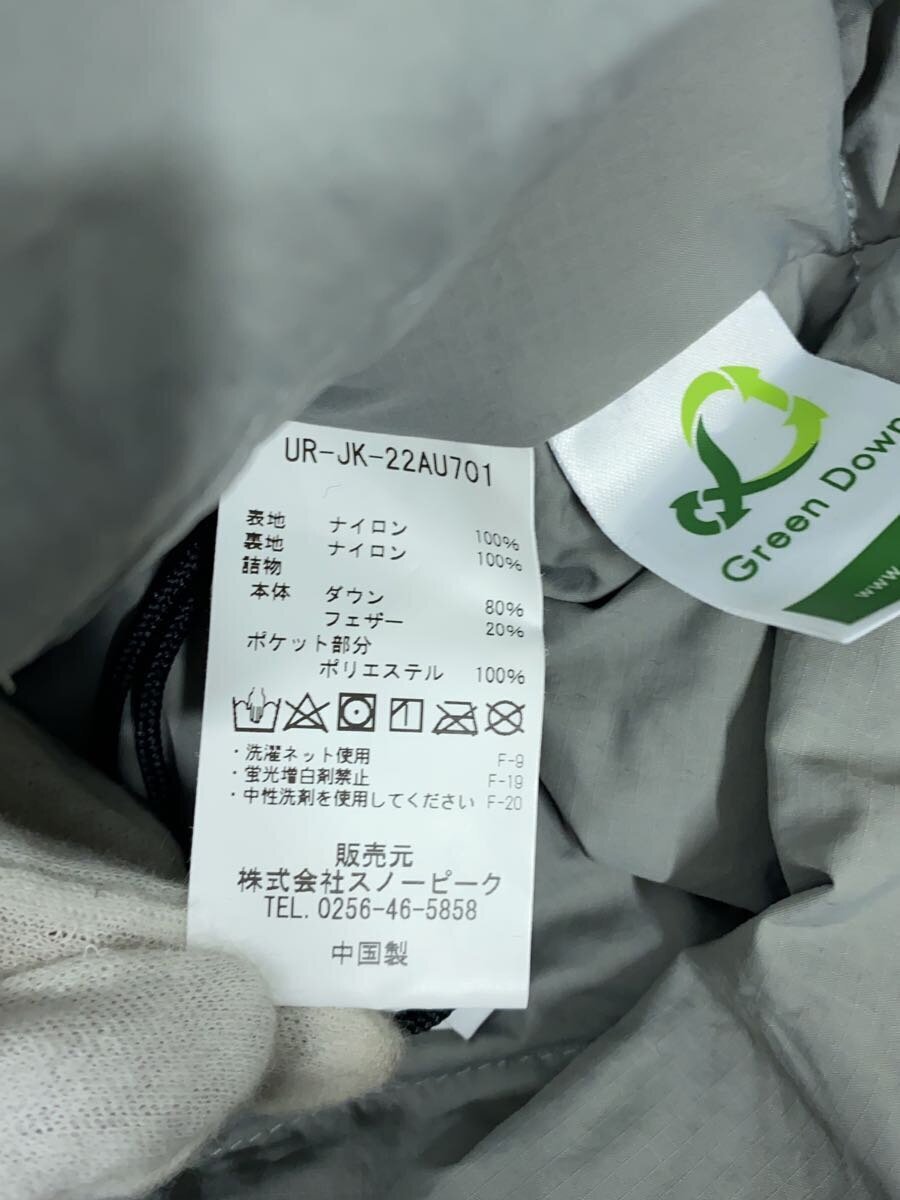 UR-JK-22AU701
表地 ナイロン 100%
裏地 ナイロン 100%
詰物
本体 ダウン 80%
フェザー 20%
ポケット部分
ポリエステル 100%
・洗濯ネット使用 F-9
・蛍光増白剤禁止 F-19
・中性洗剤を使用してください F-20
販売元
株式会社スノーピーク
TEL. 0256-46-5858
中国製
Green Down
www.